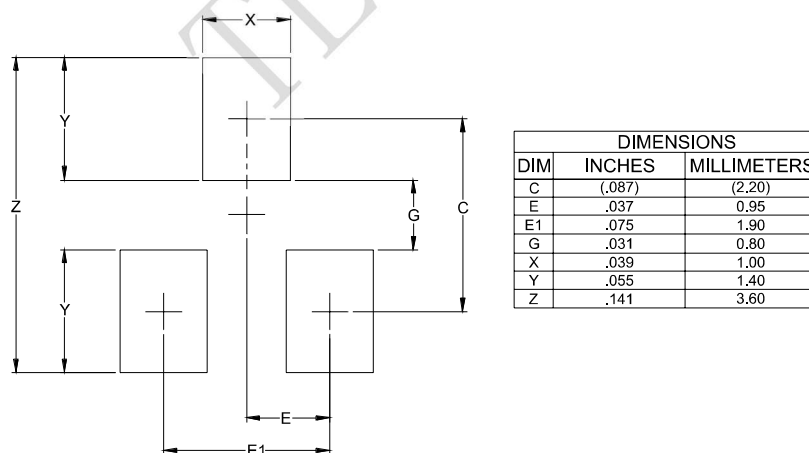 X
Y
Z
G
C
Y
E
E1
DIMENSIONS
DIM INCHES MILLIMETERS
C (.087) (2.20)
E .037 0.95
E1 .075 1.90
G .031 0.80
X .039 1.00
Y .055 1.40
Z .141 3.60